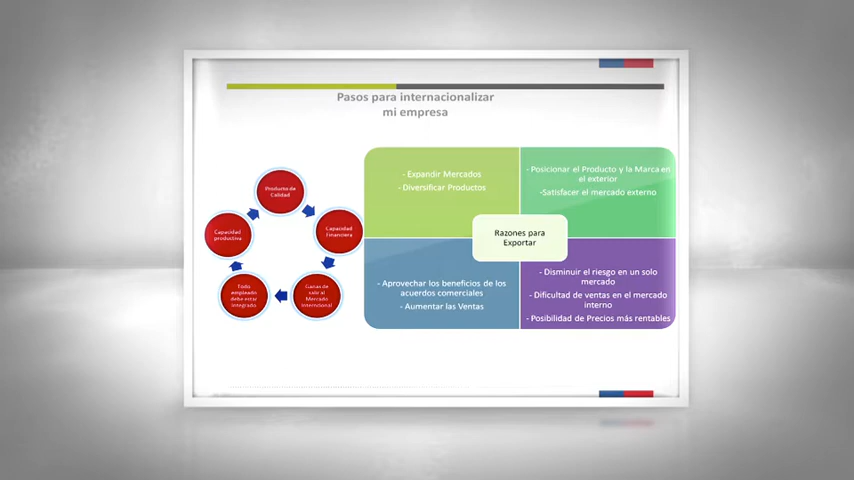 Pasos para internacionalizar
mi empresa
Producto de
Calidad
Capacidad
Financiera
Ganas de
salir al
Mercado
Internacional
Todo
empleado
debe estar
integrado
Capacidad
productiva
- Expandir Mercados
- Diversificar Productos
- Posicionar el Producto y la Marca en
el exterior
-Satisfacer el mercado externo
Razones para
Exportar
- Aprovechar los beneficios de los
acuerdos comerciales
- Aumentar las Ventas
- Disminuir el riesgo en un solo
mercado
- Dificultad de ventas en el mercado
interno
- Posibilidad de Precios más rentables